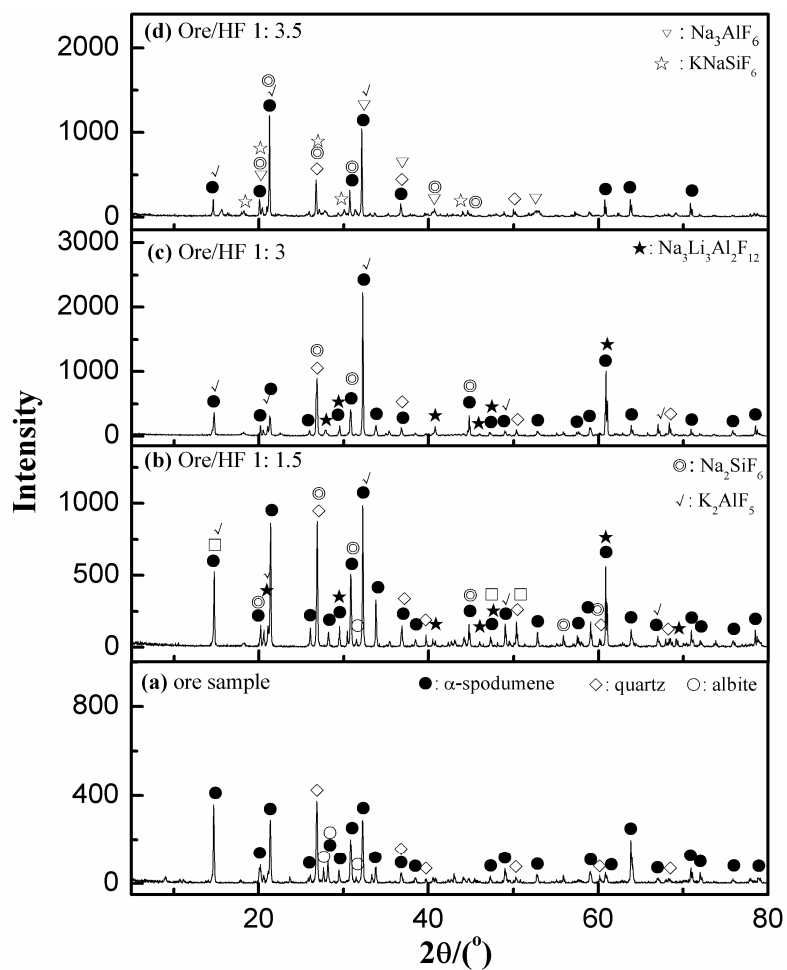 (d) Ore/HF 1: 3.5
▽ : Na₃AlF₆
☆ : KNaSiF₆
2000
1000
0
(c) Ore/HF 1: 3
★: Na₃Li₃Al₂F₁₂
3000
2000
1000
0
(b) Ore/HF 1: 1.5
◎ : Na₂SiF₆
√ : K₂AlF₅
1000
500
0
(a) ore sample
●: α-spodumene ◇: quartz ○: albite
800
400
0
Intensity
20 40 60 80
2θ/(°)